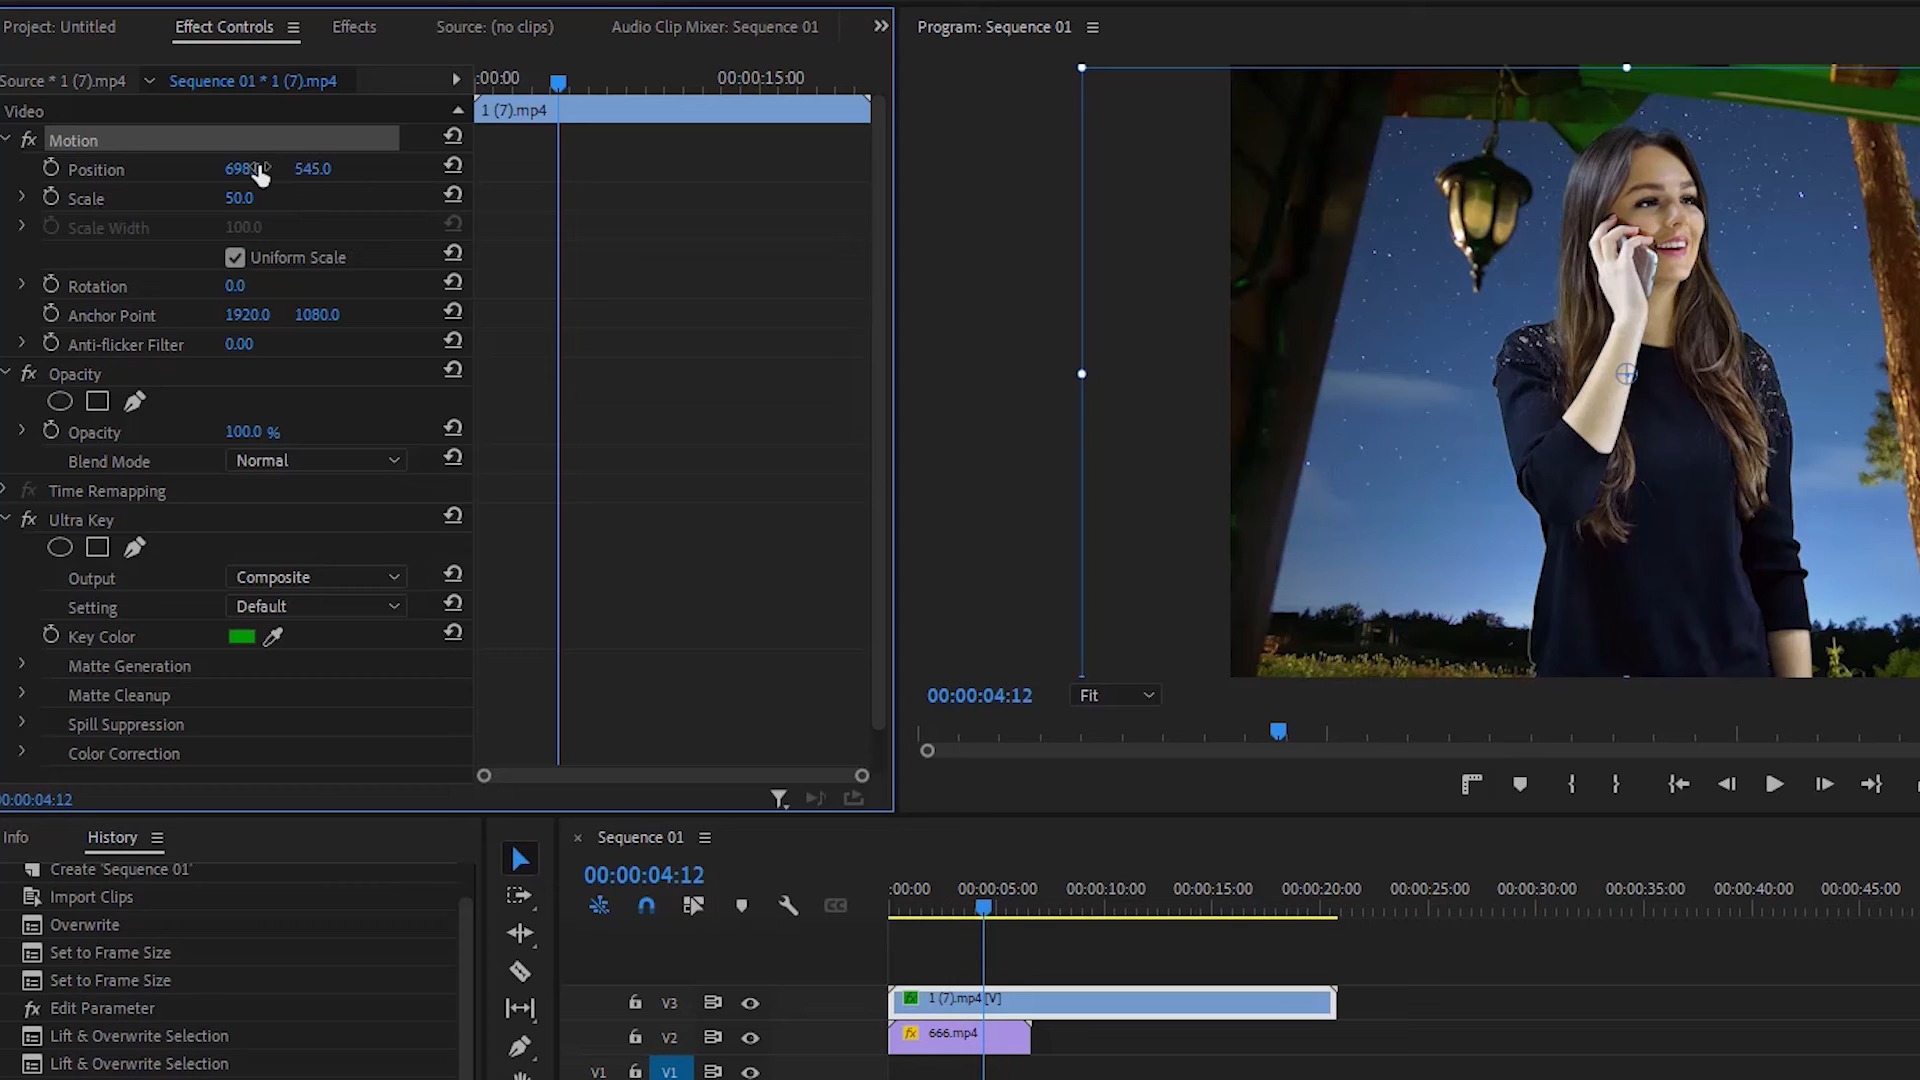 Project: Untitled
Effect Controls
Effects
Source: (no clips)
Audio Clip Mixer: Sequence 01
Program: Sequence 01
Source * 1 (7).mp4
Sequence 01 * 1 (7).mp4
:00:00
00:00:15:00
Video
1 (7).mp4
fx Motion
Position
698
545.0
Scale
50.0
Scale Width
100.0
Uniform Scale
Rotation
0.0
Anchor Point
1920.0
1080.0
Anti-flicker Filter
0.00
fx Opacity
Opacity
100.0 %
Blend Mode
Normal
fx Time Remapping
fx Ultra Key
Output
Composite
Setting
Default
Key Color
Matte Generation
Matte Cleanup
Spill Suppression
Color Correction
00:00:04:12
Fit
0:00:04:12
Info
History
Create 'Sequence 01'
Import Clips
Overwrite
Set to Frame Size
Set to Frame Size
fx Edit Parameter
Lift & Overwrite Selection
Lift & Overwrite Selection
× Sequence 01
00:00:04:12
CC
:00:00
00:00:05:00
00:00:10:00
00:00:15:00
00:00:20:00
00:00:25:00
00:00:30:00
00:00:35:00
00:00:40:00
00:00:45:00
V3
fx 1 (7).mp4 [V]
V2
fx 666.mp4
V1
V1